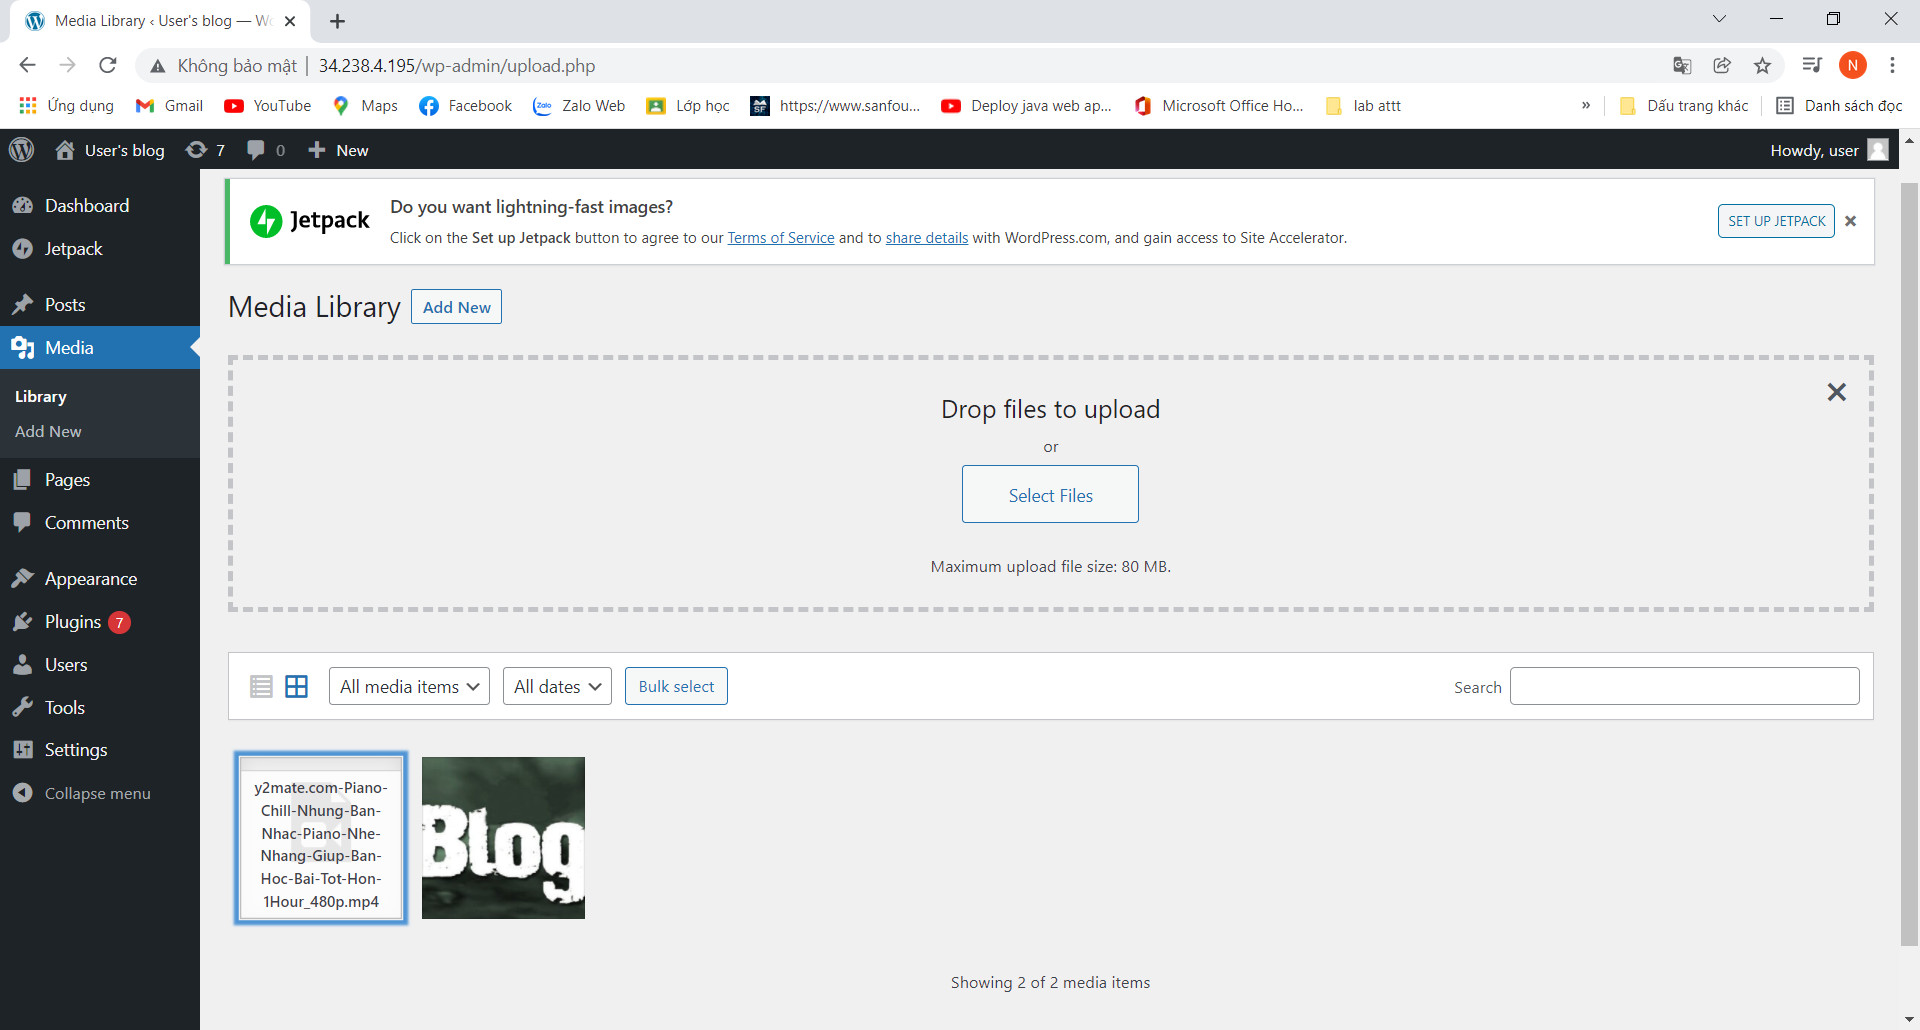 Media Library ‹ User's blog — Wo
Không bảo mật | 34.238.4.195/wp-admin/upload.php
N
Ứng dụng Gmail YouTube Maps Facebook Zalo Zalo Web Lớp học SF https://www.sanfou... Deploy java web ap... Microsoft Office Ho... lab attt » Dấu trang khác Danh sách đọc
User's blog 7 0 New Howdy, user
Dashboard
Jetpack
Posts
Media
Library
Add New
Pages
Comments
Appearance
Plugins 7
Users
Tools
Settings
Collapse menu
Jetpack
Do you want lightning-fast images?
Click on the Set up Jetpack button to agree to our Terms of Service and to share details with WordPress.com, and gain access to Site Accelerator.
SET UP JETPACK
Media Library Add New
Drop files to upload
or
Select Files
Maximum upload file size: 80 MB.
All media items All dates Bulk select Search
y2mate.com-Piano-
Chill-Nhung-Ban-
Nhac-Piano-Nhe-
Nhang-Giup-Ban-
Hoc-Bai-Tot-Hon-
1Hour_480p.mp4
Blog
Showing 2 of 2 media items